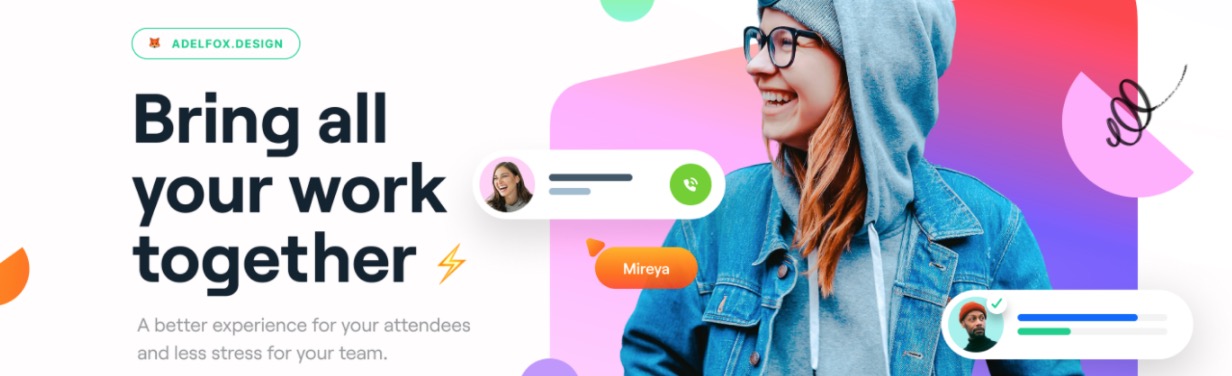 ADELFOX.DESIGN
Bring all
your work
together
A better experience for your attendees
and less stress for your team.
Mireya